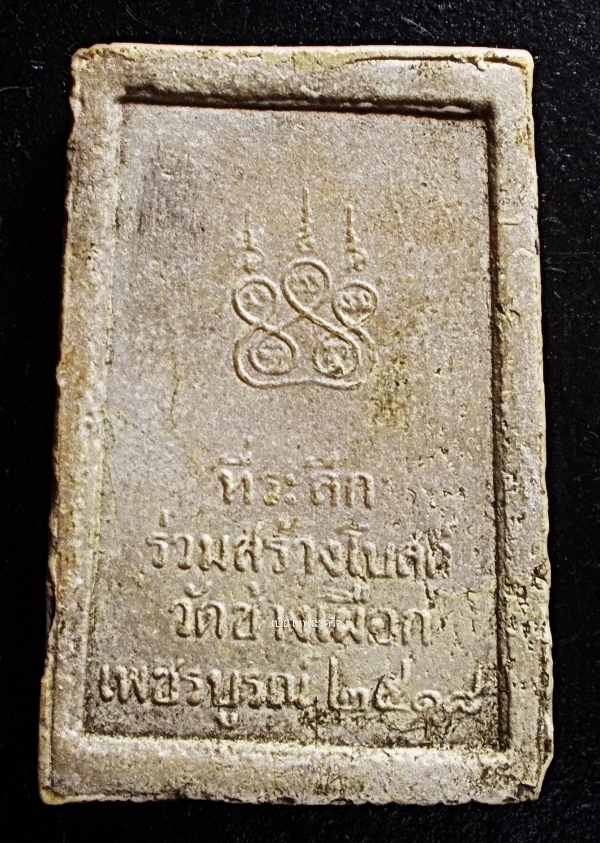 ที่ระลึก
ร่วมสร้างโบสถ์
วัดช้างเผือก
เพชรบูรณ์ ๒๕๑๘